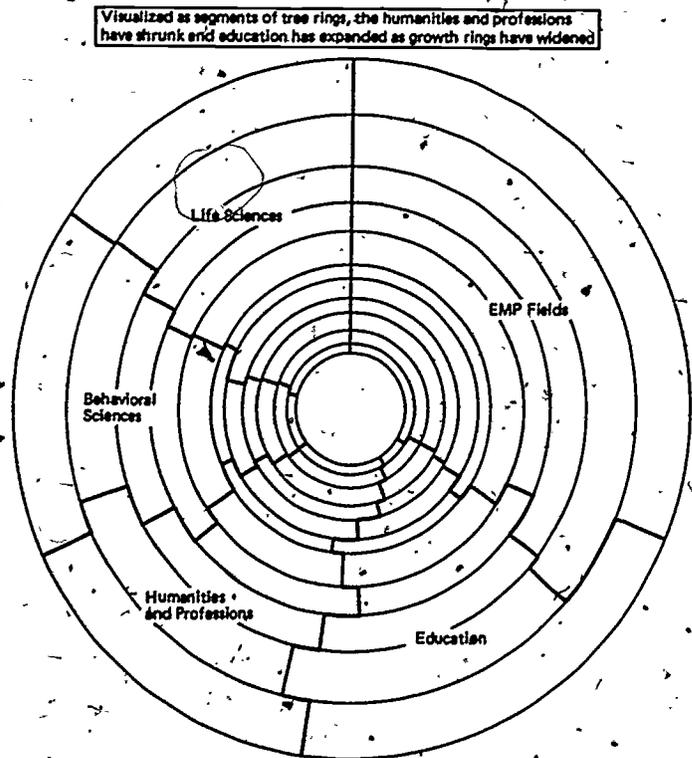 Visualized as segments of tree rings, the humanities and professions
have shrunk and education has expanded as growth rings have widened
Life Sciences
EMP Fields
Behavioral
Sciences
Humanities
and Professions
Education